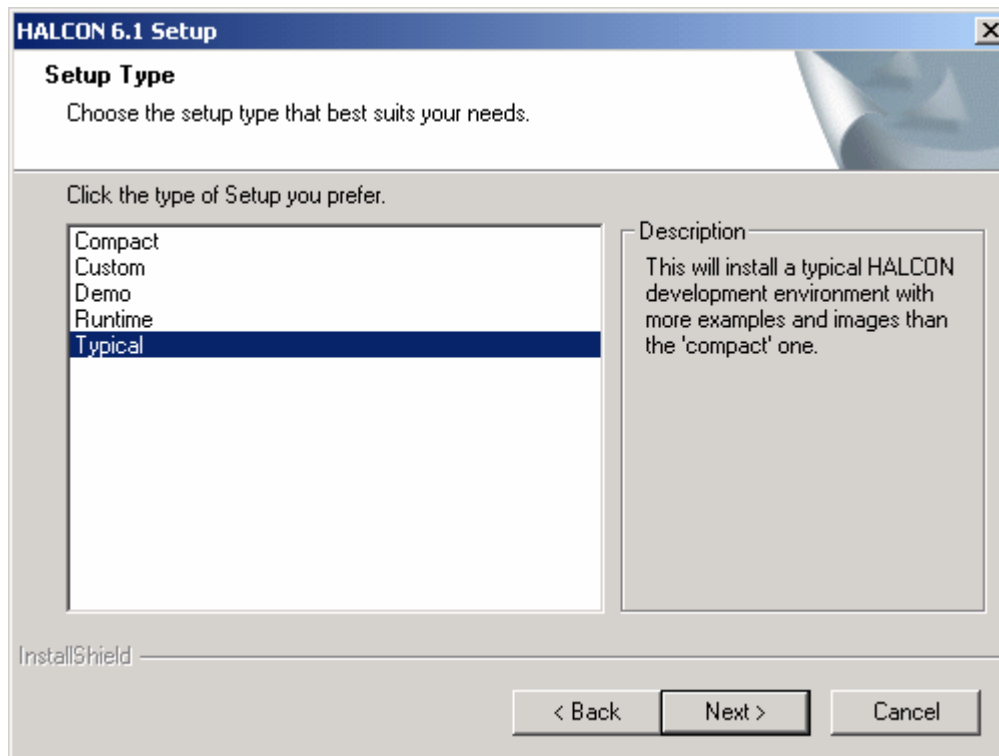 HALCON 6.1 Setup
Setup Type
Choose the setup type that best suits your needs.
Click the type of Setup you prefer.
Compact
Custom
Demo
Runtime
Typical
Description
This will install a typical HALCON
development environment with
more examples and images than
the 'compact' one.
InstallShield
< Back
Next >
Cancel